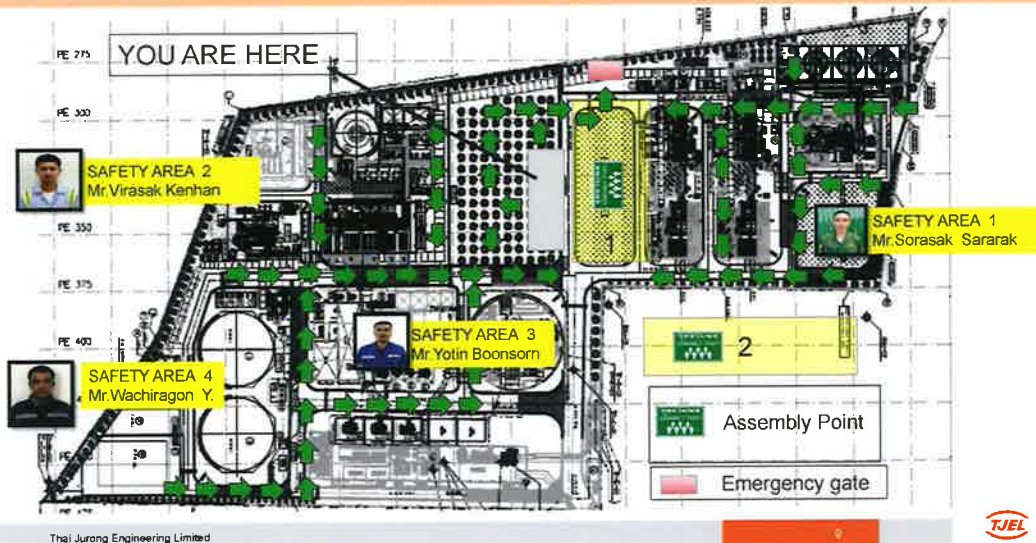 YOU ARE HERE
PE 275
PE 300
PE 350
PE 375
PE 400
SAFETY AREA 2
Mr.Virasak Kenhan
SAFETY AREA 1
Mr.Sorasak Sararak
1
SAFETY AREA 3
Mr.Yotin Boonsorn
2
SAFETY AREA 4
Mr.Wachiragon Y.
Assembly Point
Emergency gate
Thai Jurong Engineering Limited
TJEL